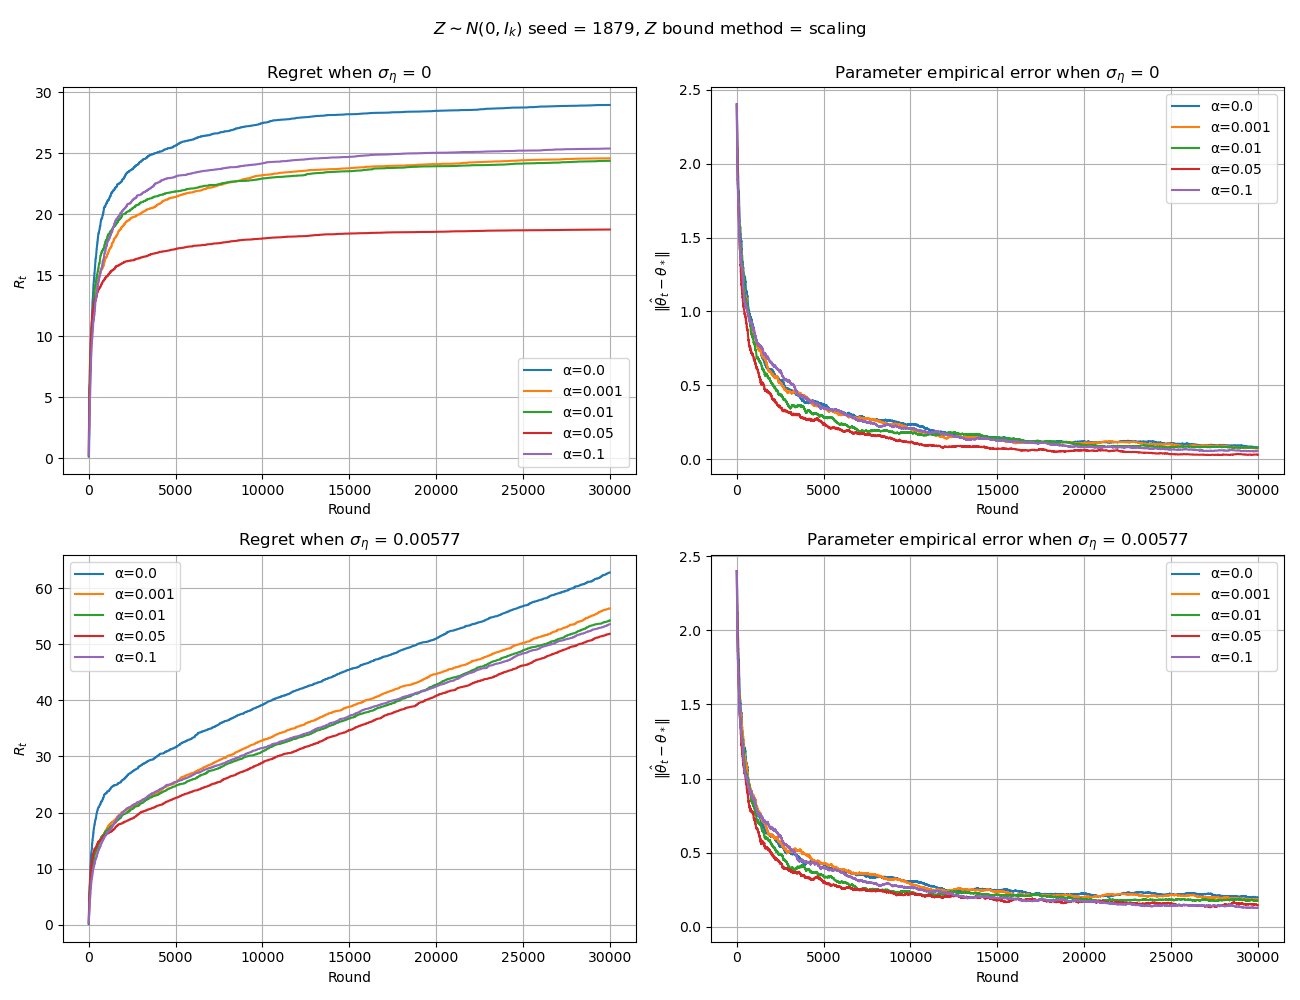 Z ∼ N(0, I_k) seed = 1879, Z bound method = scaling
Regret when σ_η = 0
30
25
20
15
10
5
0
R_t
α=0.0
α=0.001
α=0.01
α=0.05
α=0.1
0 5000 10000 15000 20000 25000 30000
Round
Parameter empirical error when σ_η = 0
2.5
2.0
1.5
1.0
0.5
0.0
‖θ̂_t − θ_*‖
α=0.0
α=0.001
α=0.01
α=0.05
α=0.1
0 5000 10000 15000 20000 25000 30000
Round
Regret when σ_η = 0.00577
60
50
40
30
20
10
0
R_t
α=0.0
α=0.001
α=0.01
α=0.05
α=0.1
0 5000 10000 15000 20000 25000 30000
Round
Parameter empirical error when σ_η = 0.00577
2.5
2.0
1.5
1.0
0.5
0.0
‖θ̂_t − θ_*‖
α=0.0
α=0.001
α=0.01
α=0.05
α=0.1
0 5000 10000 15000 20000 25000 30000
Round